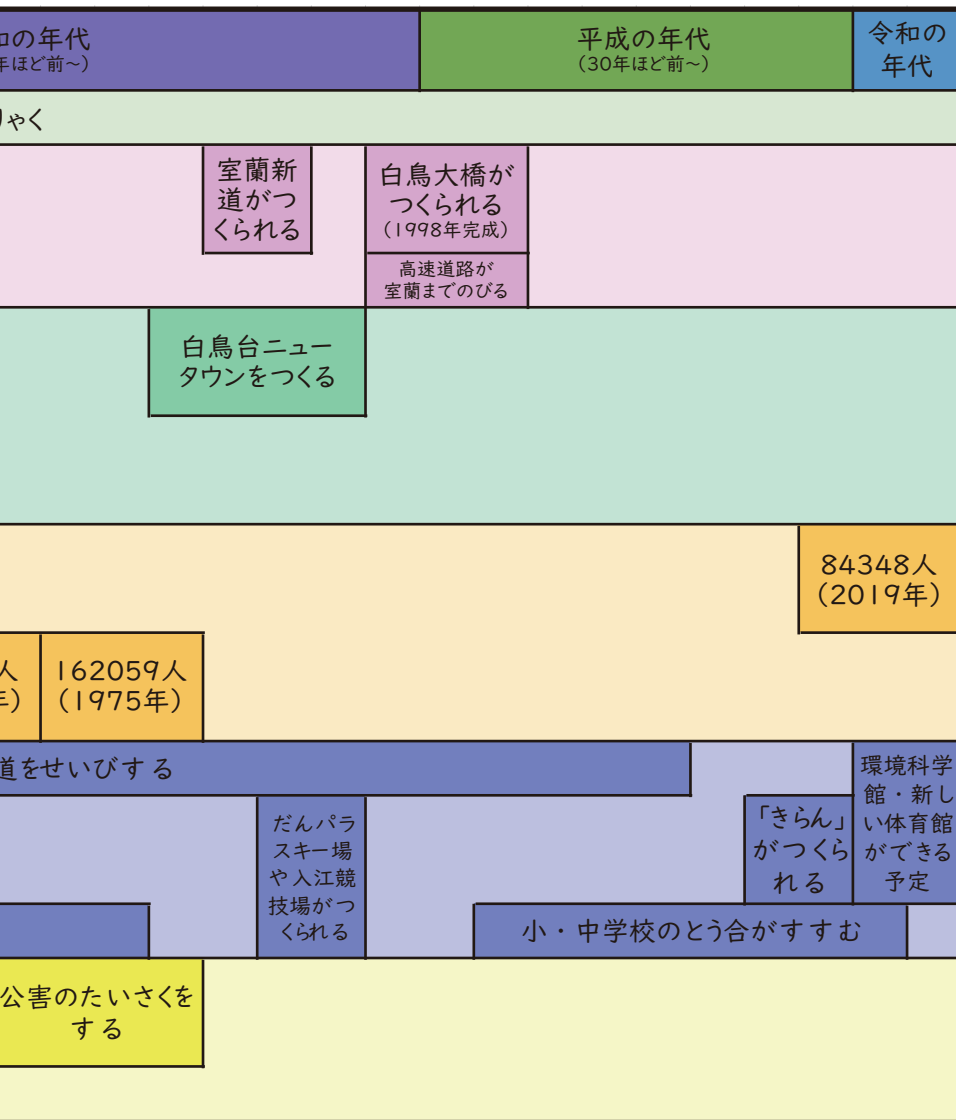 和の年代
年ほど前～)
平成の年代
(30年ほど前～)
令和の
年代
りゃく
室蘭新
道がつ
くられる
白鳥大橋が
つくられる
(1998年完成)
高速道路が
室蘭までのびる
白鳥台ニュー
タウンをつくる
84348人
(2019年)
人
年)
162059人
(1975年)
道をせいびする
だんパラ
スキー場
や入江競
技場がつ
くられる
「きらん」
がつくら
れる
環境科学
館・新し
い体育館
ができる
予定
小・中学校のとう合がすすむ
公害のたいさくを
する